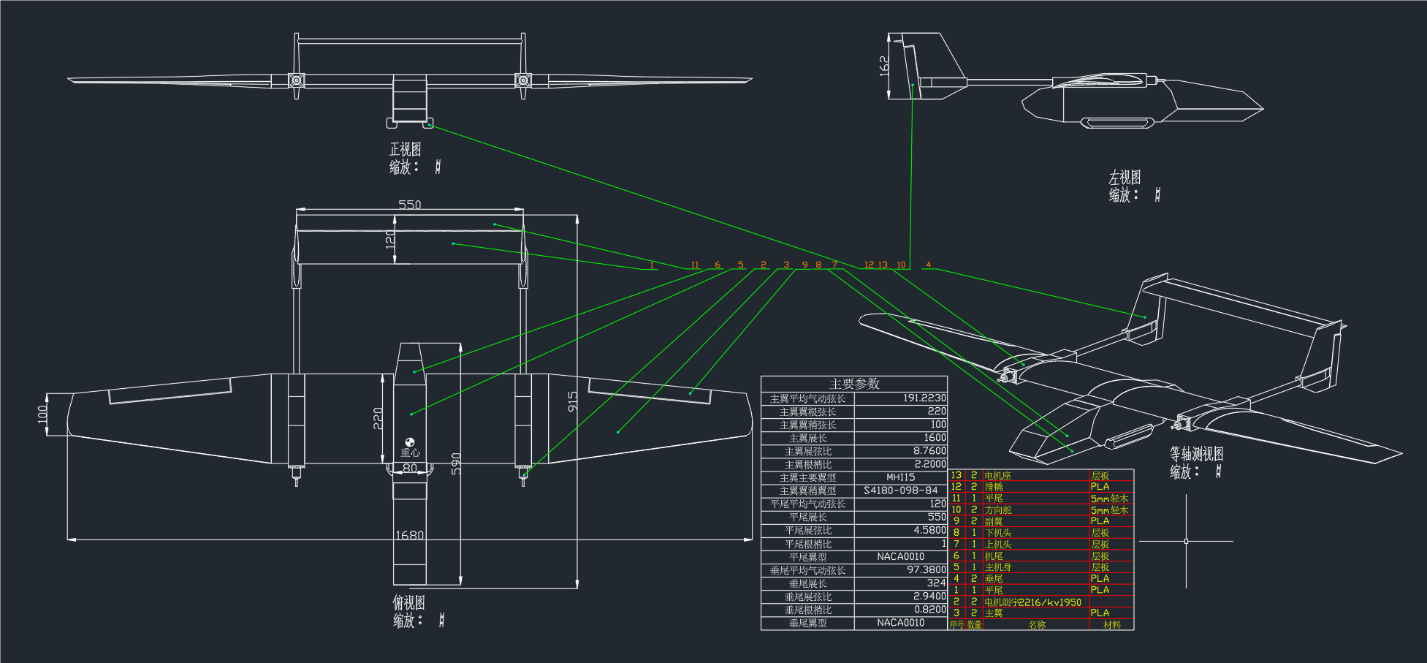 162
正视图
缩放:
左视图
缩放:
550
120
1 11 6 5 2 3 9 8 7 12 13 10 4
100
220
915
重心
80
590
1680
俯视图
缩放:
等轴测视图
缩放:
主要参数
主翼平均气动弦长 191.2230
主翼翼根弦长 220
主翼翼稍弦长 100
主翼展长 1600
主翼展弦比 8.7600
主翼根梢比 2.2000
主翼主要翼型 MH115
主翼翼稍翼型 S4180-098-84
平尾平均气动弦长 120
平尾展长 550
平尾展弦比 4.5800
平尾根梢比 1
平尾翼型 NACA0010
垂尾平均气动弦长 97.3800
垂尾展长 324
垂尾展弦比 2.9400
垂尾根梢比 0.8200
垂尾翼型 NACA0010
13 2 电机座 层板
12 2 滑橇 PLA
11 1 平尾 5mm轻木
10 2 方向舵 5mm轻木
9 2 副翼 PLA
8 1 下机头 层板
7 1 上机头 层板
6 1 机尾 层板
5 1 主机身 层板
4 2 垂尾 PLA
1 1 平尾 PLA
2 2 电机朗宇2216/kv1950
3 2 主翼 PLA
序号 数量 名称 材料